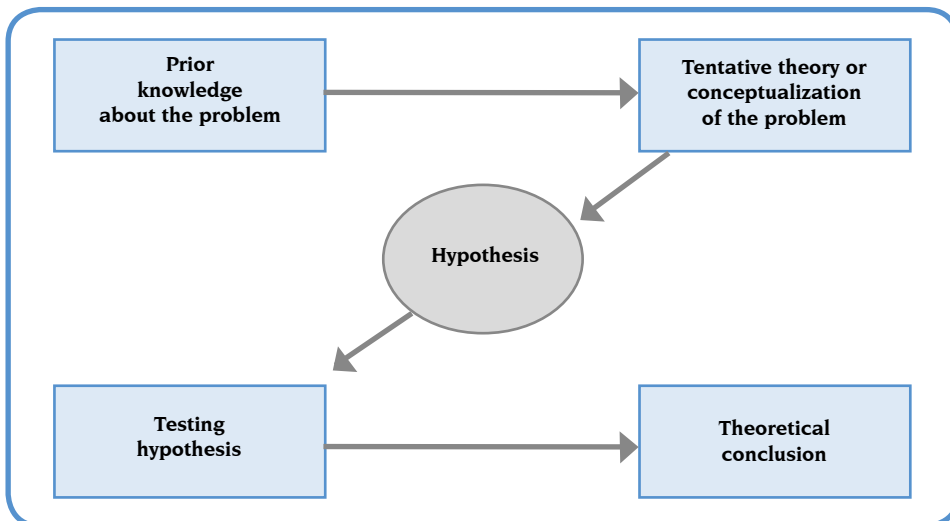 Prior
knowledge
about the problem
Tentative theory or
conceptualization
of the problem
Hypothesis
Testing
hypothesis
Theoretical
conclusion